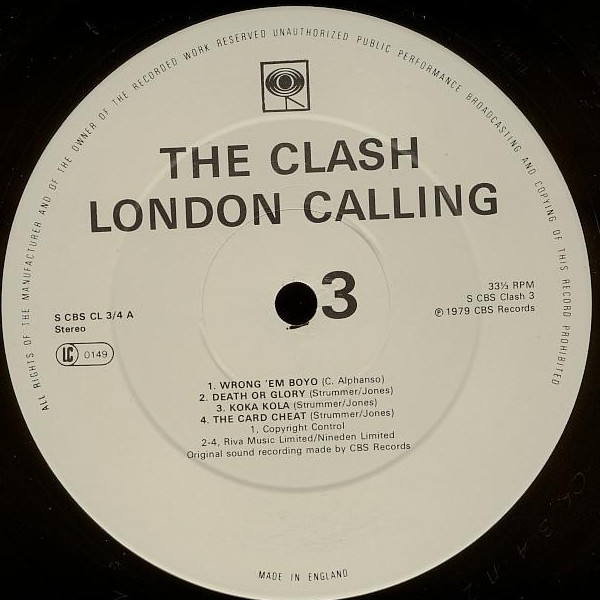 ALL RIGHTS OF THE MANUFACTURER AND OF THE OWNER OF THE RECORDED WORK RESERVED UNAUTHORIZED PUBLIC PERFORMANCE BROADCASTING AND COPYING OF THIS RECORD PROHIBITED
THE CLASH
LONDON CALLING
3
S CBS CL 3/4 A
Stereo
LC 0149
33⅓ RPM
S CBS Clash 3
℗ 1979 CBS Records
1. WRONG 'EM BOYO (C. Alphanso)
2. DEATH OR GLORY (Strummer/Jones)
3. KOKA KOLA (Strummer/Jones)
4. THE CARD CHEAT (Strummer/Jones)
1, Copyright Control
2-4, Riva Music Limited/Nineden Limited
Original sound recording made by CBS Records
MADE IN ENGLAND